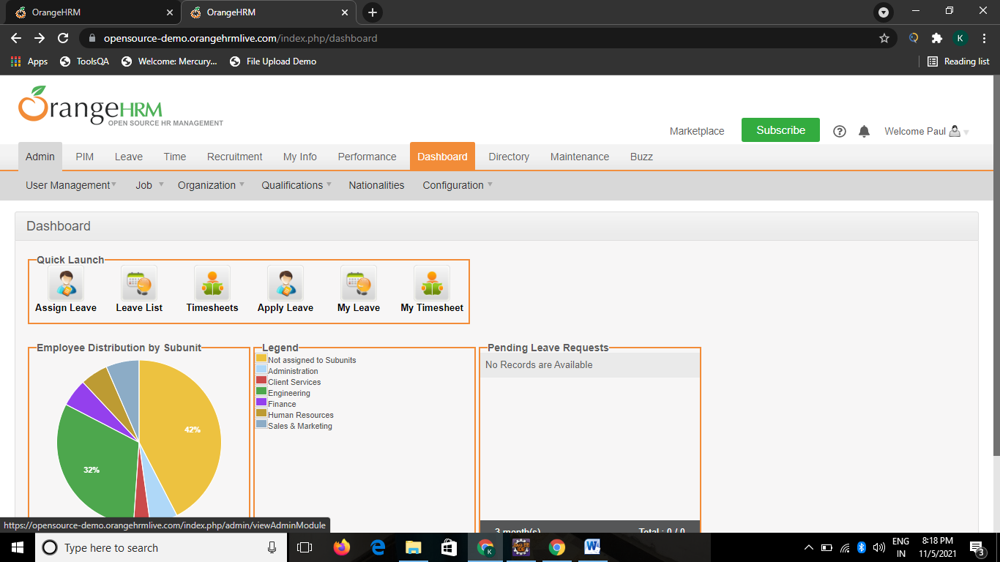 OrangeHRM
OrangeHRM
opensource-demo.orangehrmlive.com/index.php/dashboard
K
Apps ToolsQA Welcome: Mercury... File Upload Demo Reading list
OrangeHRM
OPEN SOURCE HR MANAGEMENT
Marketplace Subscribe ? Welcome Paul
Admin PIM Leave Time Recruitment My Info Performance Dashboard Directory Maintenance Buzz
User Management Job Organization Qualifications Nationalities Configuration
Dashboard
Quick Launch
Assign Leave Leave List Timesheets Apply Leave My Leave My Timesheet
Employee Distribution by Subunit
42%
32%
Legend
Not assigned to Subunits
Administration
Client Services
Engineering
Finance
Human Resources
Sales & Marketing
Pending Leave Requests
No Records are Available
3 month(s) Total : 0 / 0
https://opensource-demo.orangehrmlive.com/index.php/admin/viewAdminModule
Type here to search
K
Java EE
IDE
W
ENG
IN
8:18 PM
11/5/2021
3